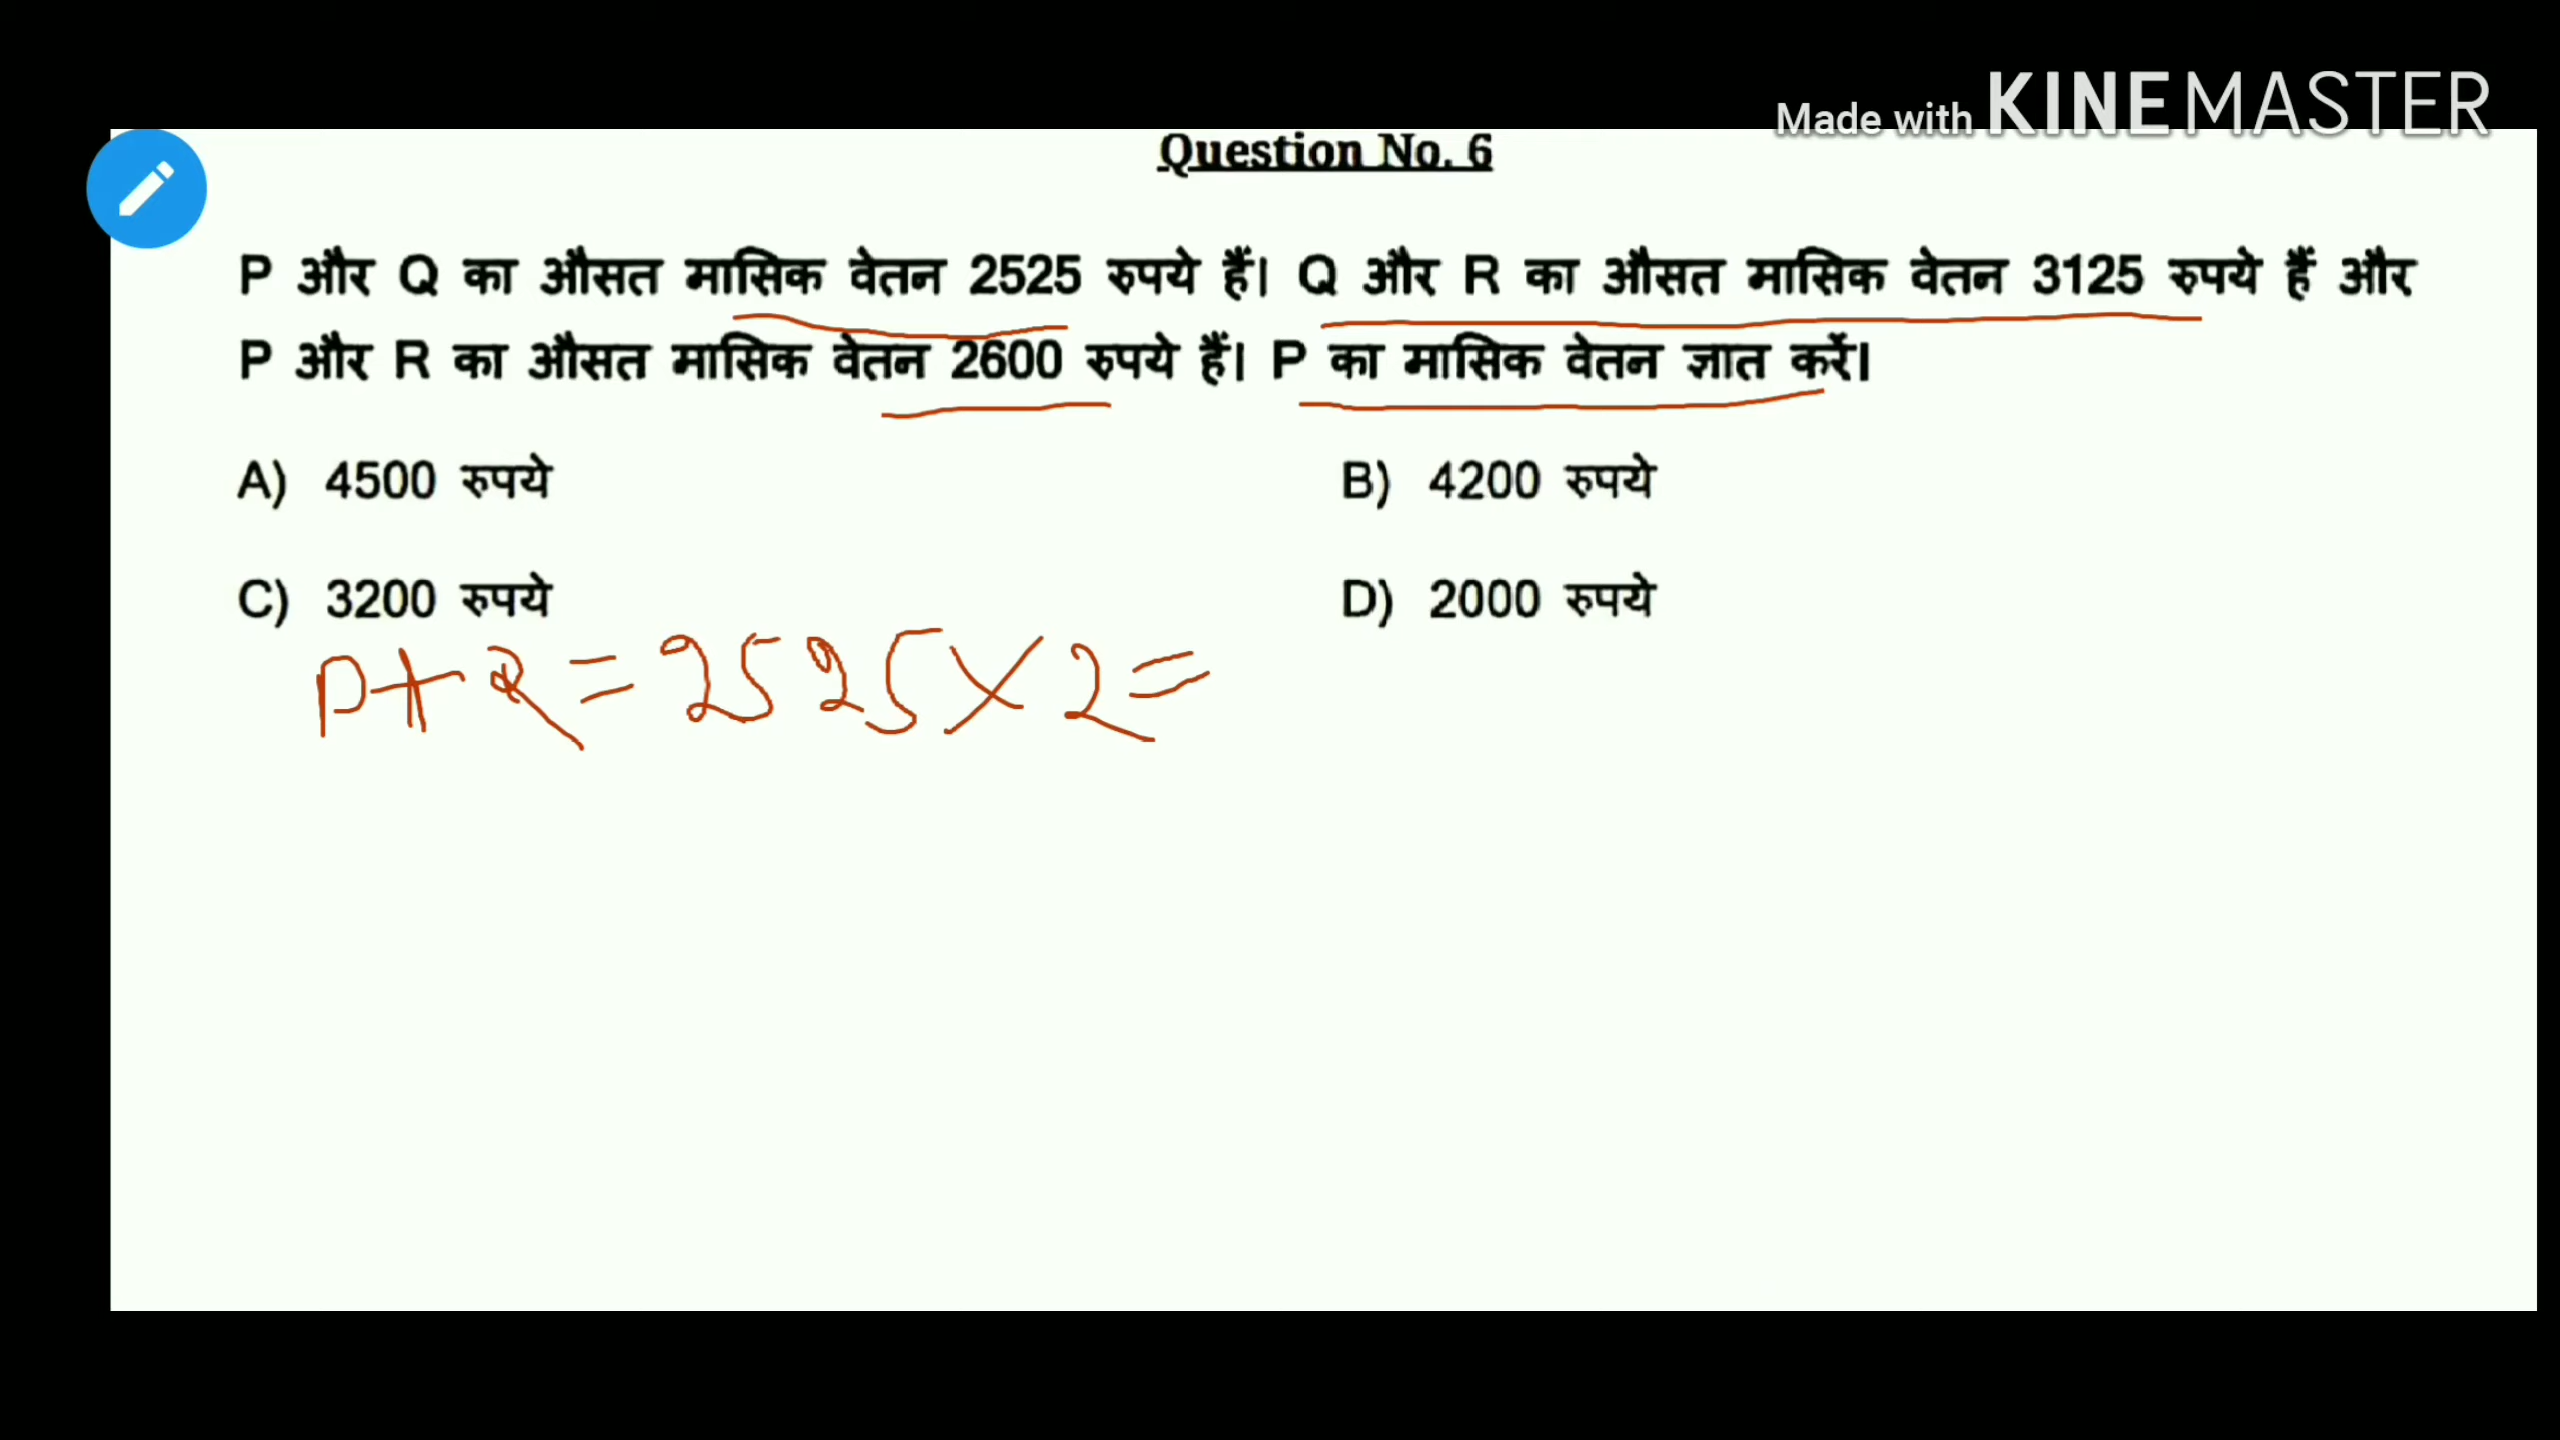 Made with KINEMASTER
Question No. 6
P और Q का औसत मासिक वेतन 2525 रुपये हैं। Q और R का औसत मासिक वेतन 3125 रुपये हैं और
P और R का औसत मासिक वेतन 2600 रुपये हैं। P का मासिक वेतन ज्ञात करें।
A) 4500 रुपये
B) 4200 रुपये
C) 3200 रुपये
D) 2000 रुपये
P+Q=2525×2=